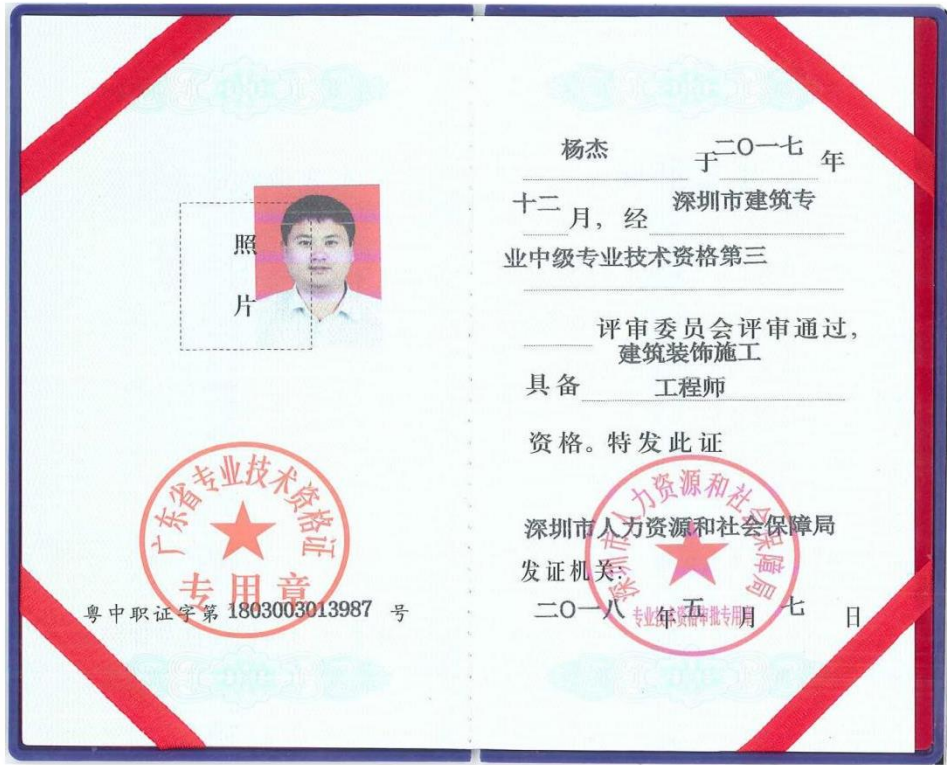 照
片
广东省专业技术资格证
专用章
粤中职证字第 1803003013987 号
杨杰 于 二〇一七 年
十二 月，经 深圳市建筑专
业中级专业技术资格第三
评审委员会评审通过，
建筑装饰施工
具备 工程师
资格。特发此证
深圳市人力资源和社会保障局
发证机关：
二〇一八 年 五 月 七 日
深圳市人力资源和社会保障局
专业技术资格审批专用章